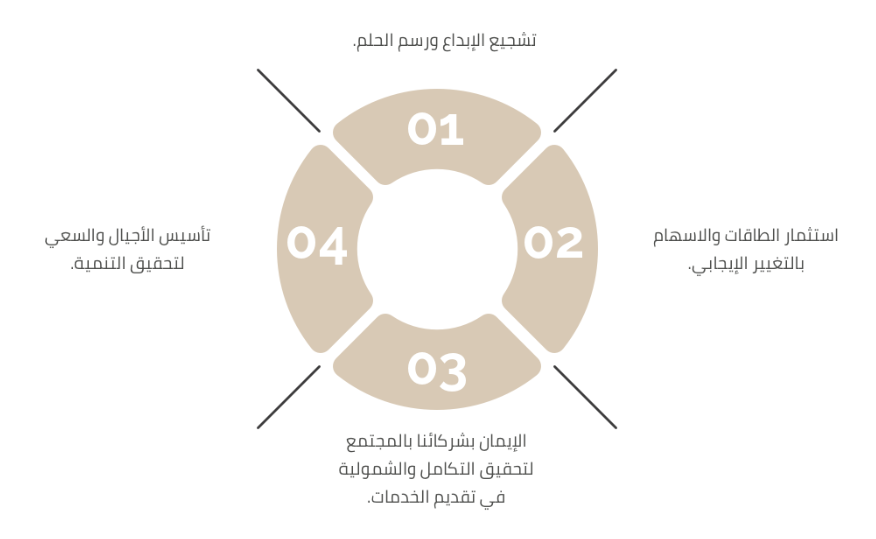 تشجيع الإبداع ورسم الحلم.
01
02
استثمار الطاقات والاسهام
بالتغيير الإيجابي.
03
الإيمان بشركائنا بالمجتمع
لتحقيق التكامل والشمولية
في تقديم الخدمات.
04
تأسيس الأجيال والسعي
لتحقيق التنمية.